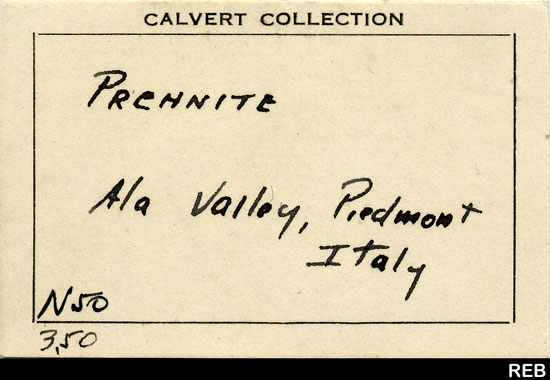 CALVERT COLLECTION
PREHNITE
Ala Valley, Piedmont
Italy
N50
3,50
REB